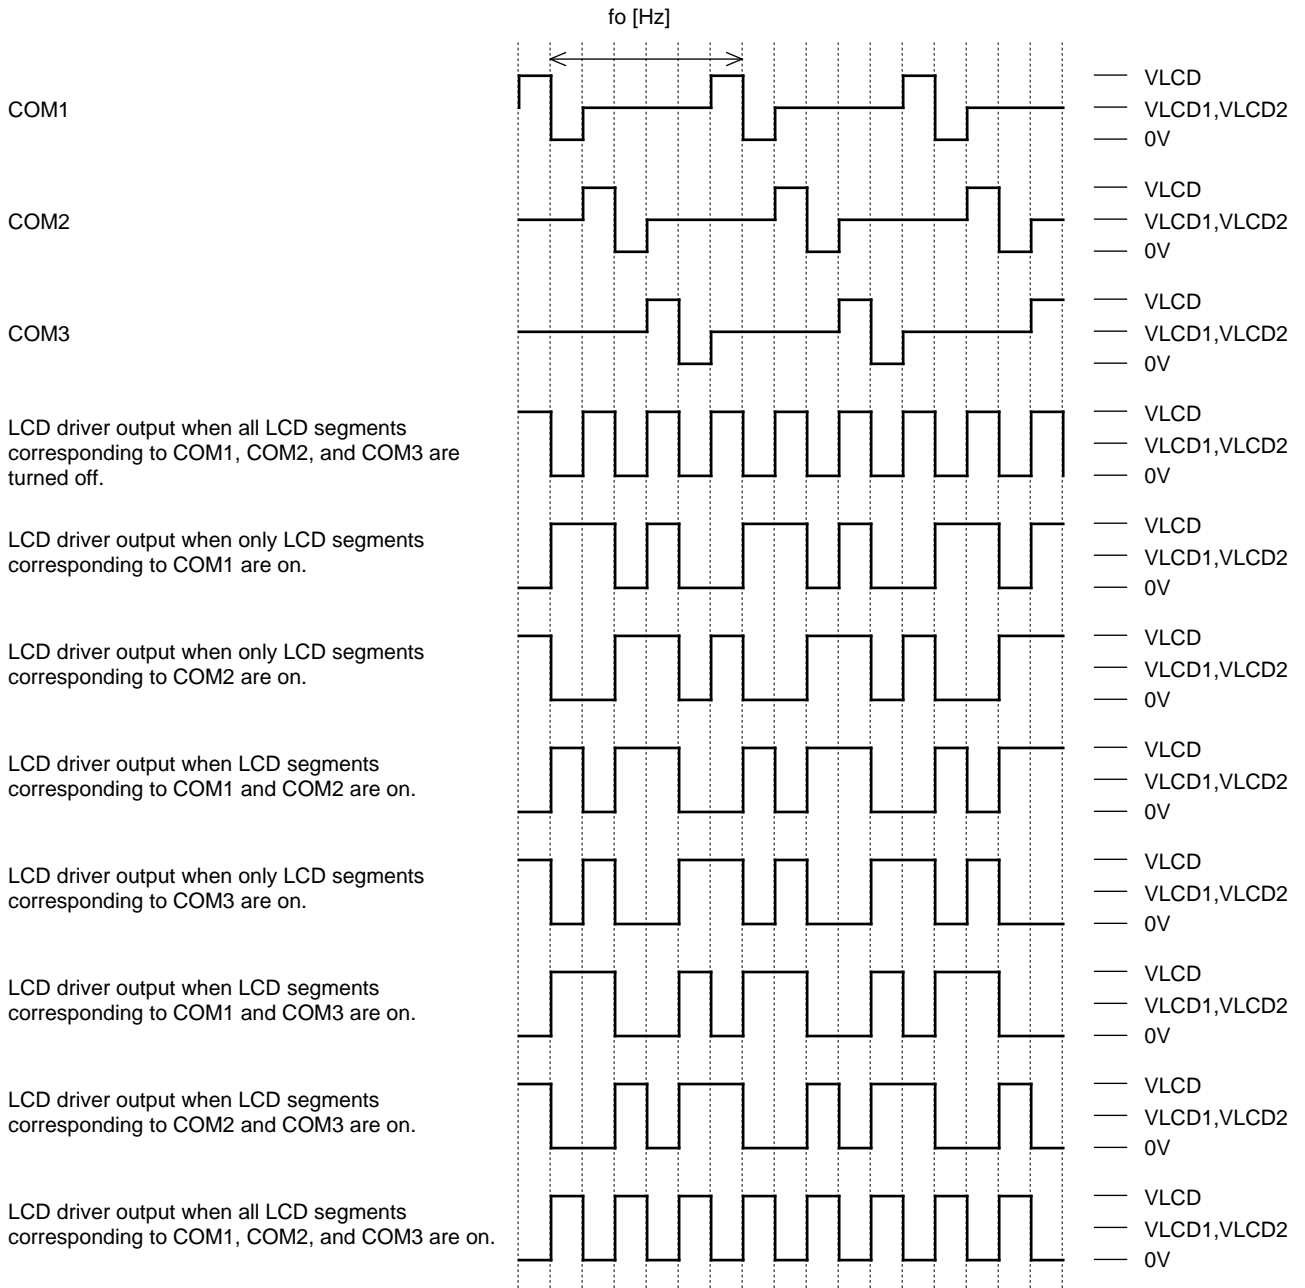 fo [Hz]
COM1
VLCD
VLCD1,VLCD2
0V
COM2
VLCD
VLCD1,VLCD2
0V
COM3
VLCD
VLCD1,VLCD2
0V
LCD driver output when all LCD segments
corresponding to COM1, COM2, and COM3 are
turned off.
VLCD
VLCD1,VLCD2
0V
LCD driver output when only LCD segments
corresponding to COM1 are on.
VLCD
VLCD1,VLCD2
0V
LCD driver output when only LCD segments
corresponding to COM2 are on.
VLCD
VLCD1,VLCD2
0V
LCD driver output when LCD segments
corresponding to COM1 and COM2 are on.
VLCD
VLCD1,VLCD2
0V
LCD driver output when only LCD segments
corresponding to COM3 are on.
VLCD
VLCD1,VLCD2
0V
LCD driver output when LCD segments
corresponding to COM1 and COM3 are on.
VLCD
VLCD1,VLCD2
0V
LCD driver output when LCD segments
corresponding to COM2 and COM3 are on.
VLCD
VLCD1,VLCD2
0V
LCD driver output when all LCD segments
corresponding to COM1, COM2, and COM3 are on.
VLCD
VLCD1,VLCD2
0V